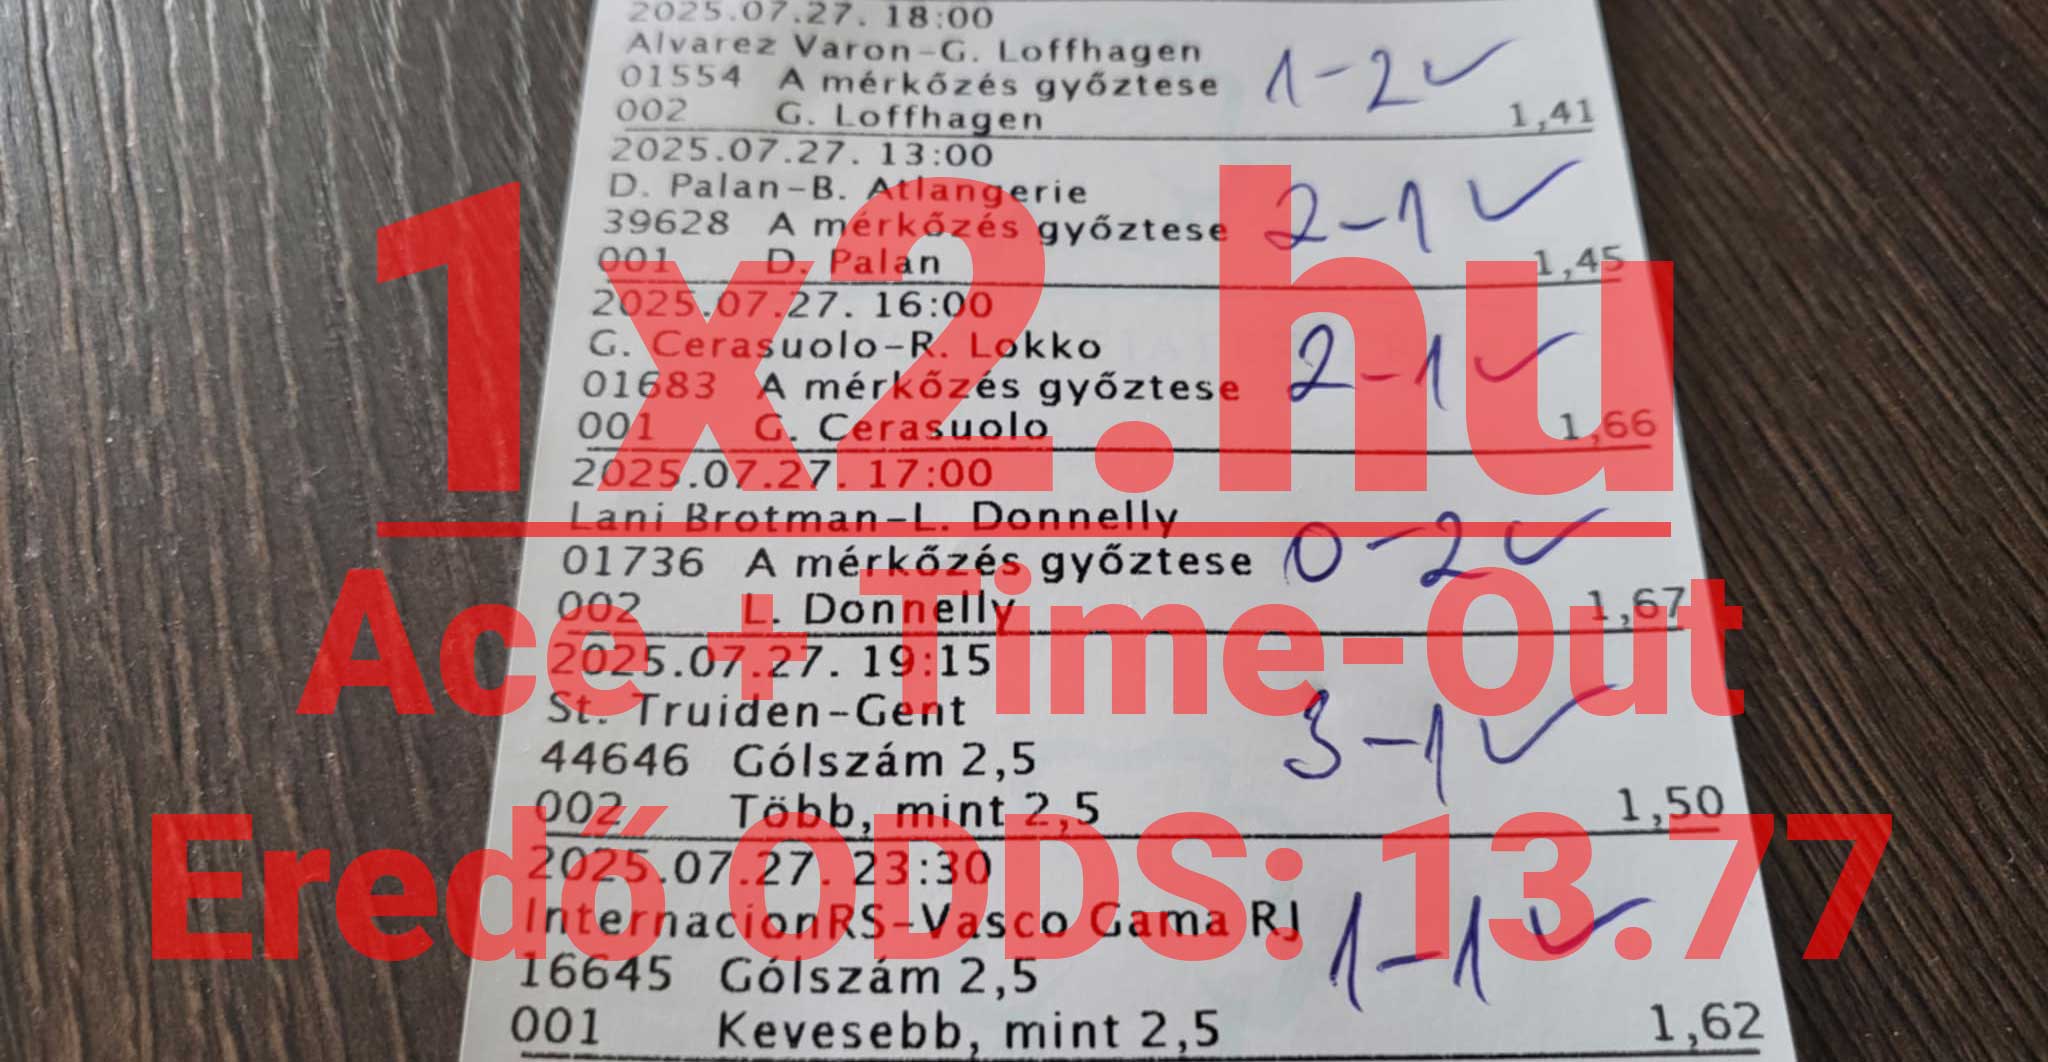 2025.07.27. 18:00
Alvarez Varon-G. Loffhagen
01554 A mérkőzés győztese 1-2 ✓
002 G. Loffhagen 1,41
2025.07.27. 13:00
D. Palan-B. Atlangerie
39628 A mérkőzés győztese 2-1 ✓
001 D. Palan 1,45
2025.07.27. 16:00
G. Cerasuolo-R. Lokko
01683 A mérkőzés győztese 2-1 ✓
001 G. Cerasuolo 1,66
2025.07.27. 17:00
Lani Brotman-L. Donnelly
01736 A mérkőzés győztese 0-2 ✓
002 L. Donnelly 1,67
2025.07.27. 19:15
St. Truiden-Gent
44646 Gólszám 2,5 3-1 ✓
002 Több, mint 2,5 1,50
2025.07.27. 23:30
InternacionRS-Vasco Gama RJ 1-1 ✓
16645 Gólszám 2,5
001 Kevesebb, mint 2,5 1,62
1x2.hu
Ace + Time-Out
Eredő ODDS: 13.77